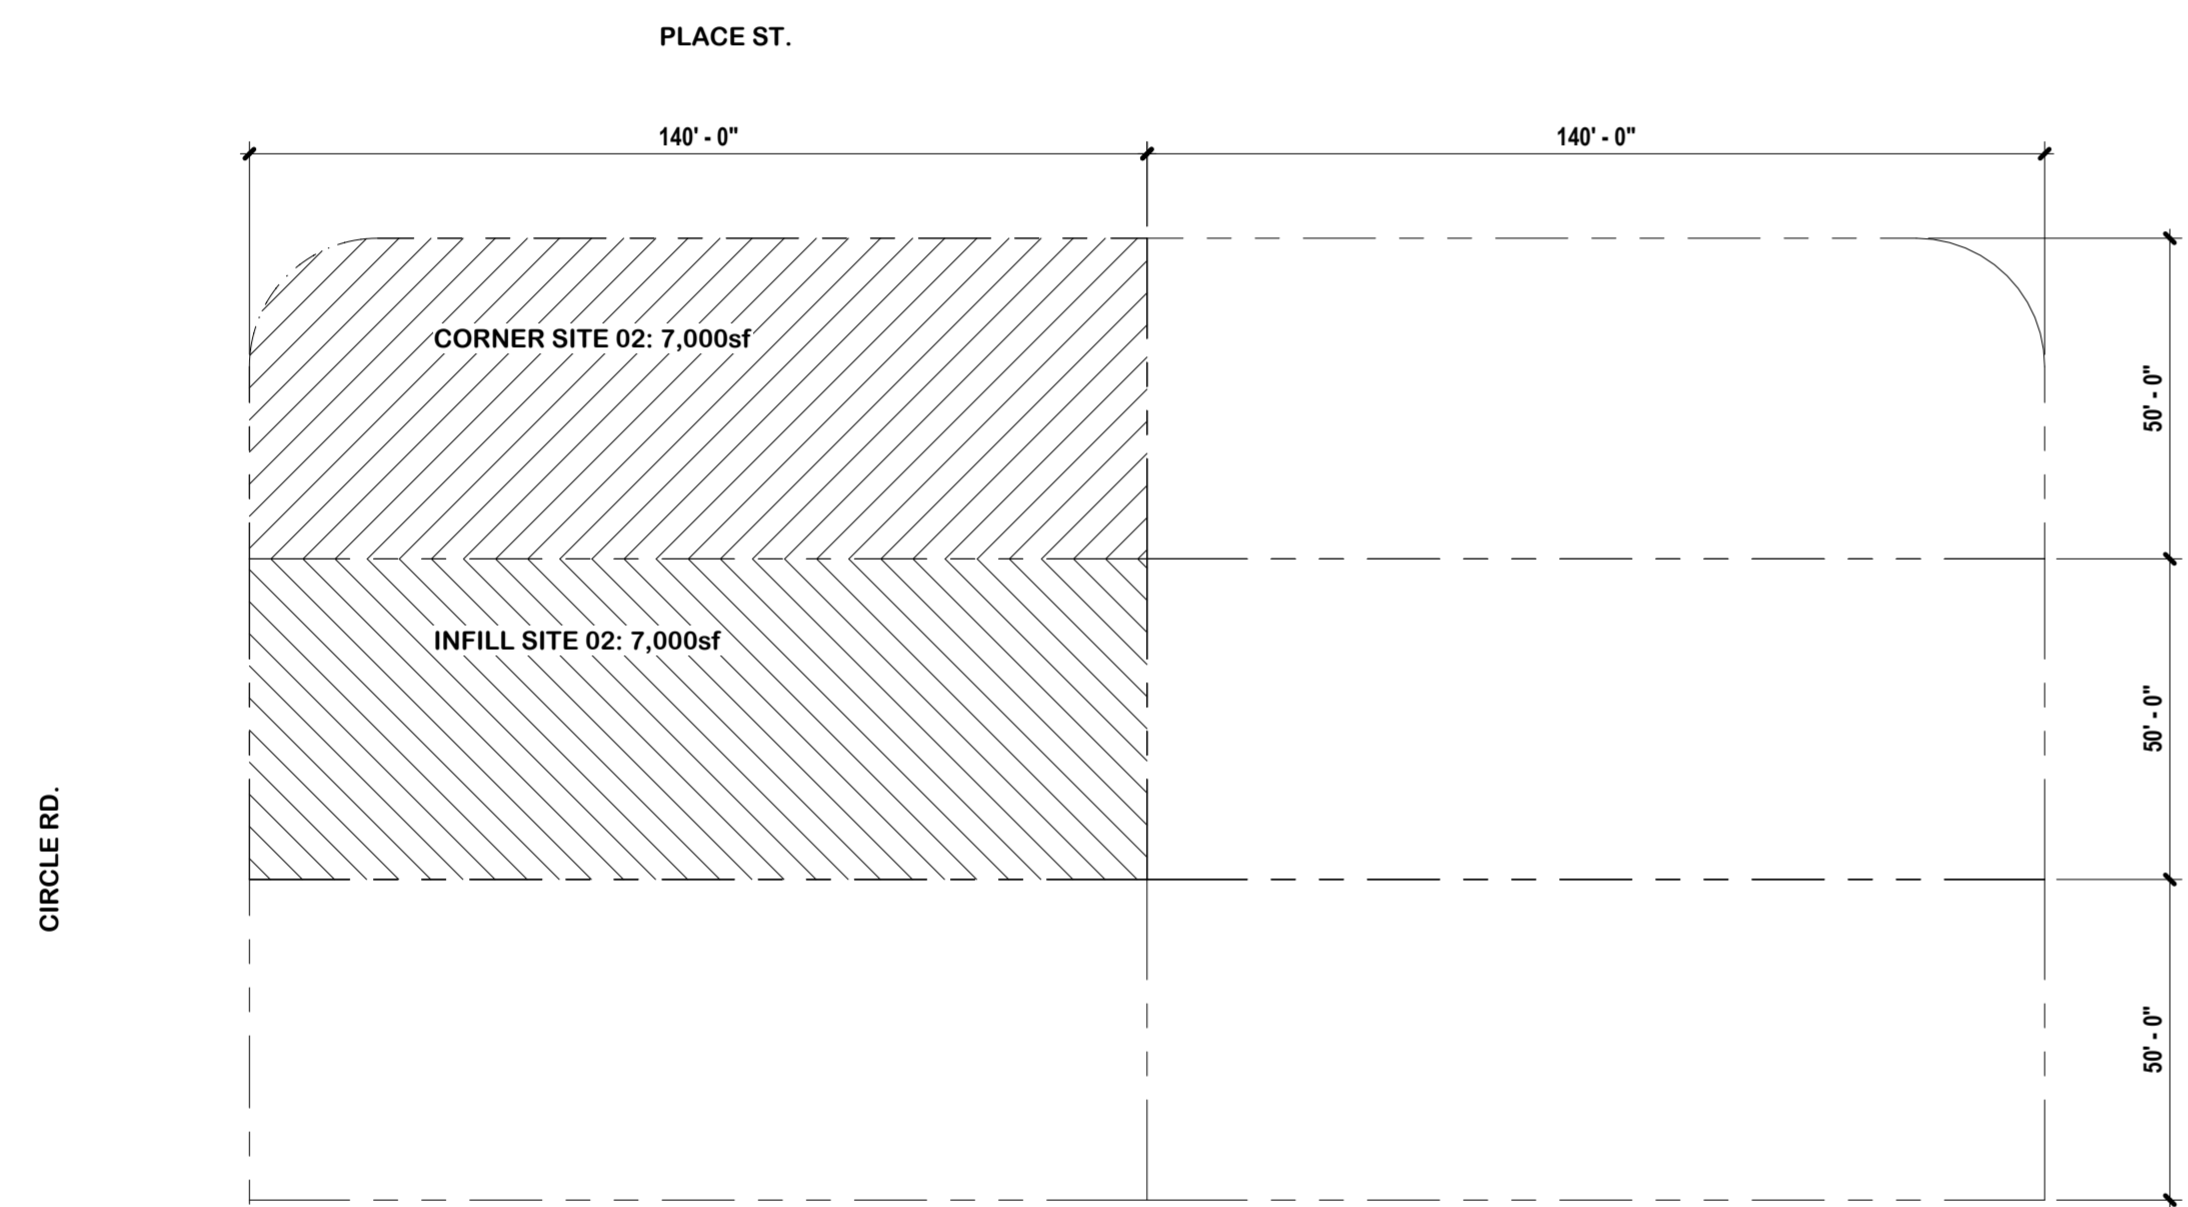 PLACE ST.
140' - 0"
140' - 0"
CORNER SITE 02: 7,000sf
50' - 0"
INFILL SITE 02: 7,000sf
50' - 0"
CIRCLE RD.
50' - 0"